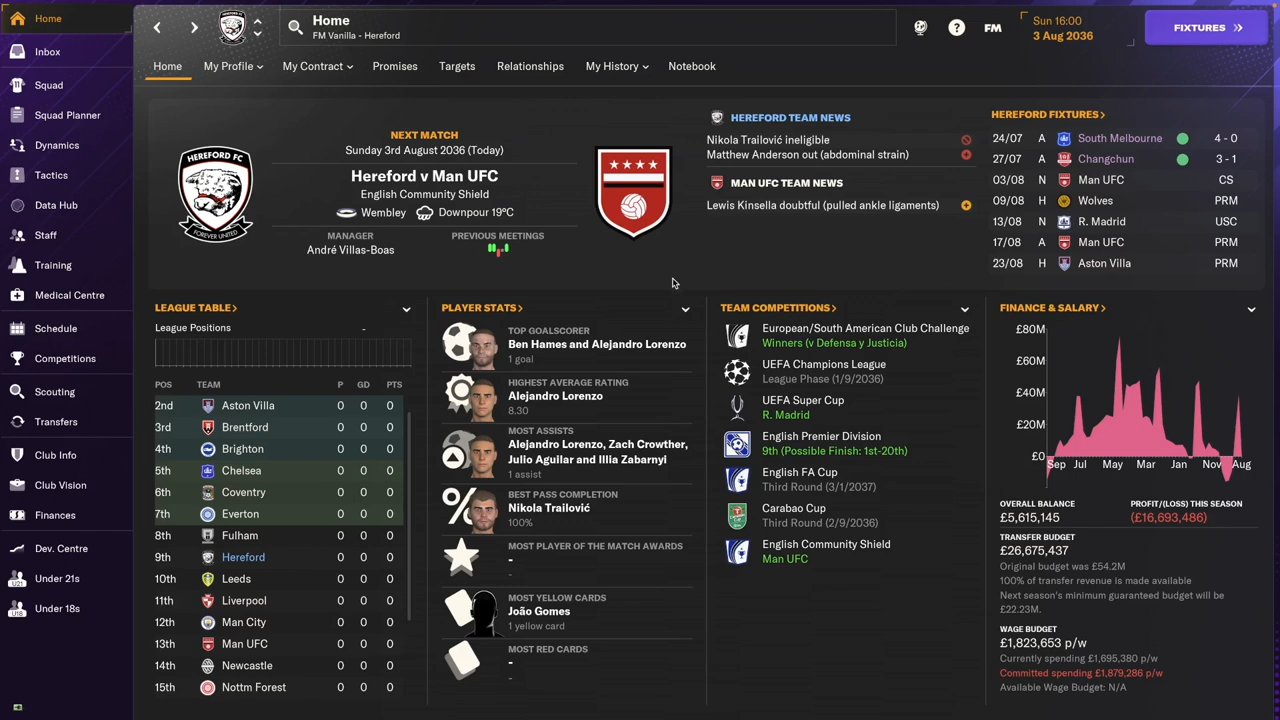 Home
Inbox
Squad
Squad Planner
Dynamics
Tactics
Data Hub
Staff
Training
Medical Centre
Schedule
Competitions
Scouting
Transfers
Club Info
Club Vision
Finances
Dev. Centre
Under 21s
Under 18s
Home
FM Vanilla - Hereford
FM
Sun 16:00
3 Aug 2036
FIXTURES
Home
My Profile
My Contract
Promises
Targets
Relationships
My History
Notebook
HEREFORD FC
FOREVER UNITED
NEXT MATCH
Sunday 3rd August 2036 (Today)
Hereford v Man UFC
English Community Shield
Wembley
Downpour 19ºC
MANAGER
André Villas-Boas
PREVIOUS MEETINGS
HEREFORD TEAM NEWS
Nikola Trailović ineligible
Matthew Anderson out (abdominal strain)
MAN UFC TEAM NEWS
Lewis Kinsella doubtful (pulled ankle ligaments)
HEREFORD FIXTURES
24/07 A South Melbourne 4 - 0
27/07 A Changchun 3 - 1
03/08 N Man UFC CS
09/08 H Wolves PRM
13/08 N R. Madrid USC
17/08 A Man UFC PRM
23/08 H Aston Villa PRM
LEAGUE TABLE
League Positions -
POS TEAM P GD PTS
2nd Aston Villa 0 0 0
3rd Brentford 0 0 0
4th Brighton 0 0 0
5th Chelsea 0 0 0
6th Coventry 0 0 0
7th Everton 0 0 0
8th Fulham 0 0 0
9th Hereford 0 0 0
10th Leeds 0 0 0
11th Liverpool 0 0 0
12th Man City 0 0 0
13th Man UFC 0 0 0
14th Newcastle 0 0 0
15th Nottm Forest 0 0 0
PLAYER STATS
TOP GOALSCORER
Ben Hames and Alejandro Lorenzo
1 goal
HIGHEST AVERAGE RATING
Alejandro Lorenzo
8.30
MOST ASSISTS
Alejandro Lorenzo, Zach Crowther,
Julio Aguilar and Illia Zabarnyi
1 assist
BEST PASS COMPLETION
Nikola Trailović
100%
MOST PLAYER OF THE MATCH AWARDS
-
-
MOST YELLOW CARDS
João Gomes
1 yellow card
MOST RED CARDS
-
-
TEAM COMPETITIONS
European/South American Club Challenge
Winners (v Defensa y Justicia)
UEFA Champions League
League Phase (1/9/2036)
UEFA Super Cup
R. Madrid
English Premier Division
9th (Possible Finish: 1st-20th)
English FA Cup
Third Round (3/1/2037)
Carabao Cup
Third Round (2/9/2036)
English Community Shield
Man UFC
FINANCE & SALARY
£80M
£60M
£40M
£20M
£0
Sep Jul May Mar Jan Nov Aug
OVERALL BALANCE
£5,615,145
PROFIT/(LOSS) THIS SEASON
(£16,693,486)
TRANSFER BUDGET
£26,675,437
Original budget was £54.2M
100% of transfer revenue is made available
Next season's minimum guaranteed budget will be
£22.23M.
WAGE BUDGET
£1,823,653 p/w
Currently spending £1,695,380 p/w
Committed spending £1,879,286 p/w
Available Wage Budget: N/A